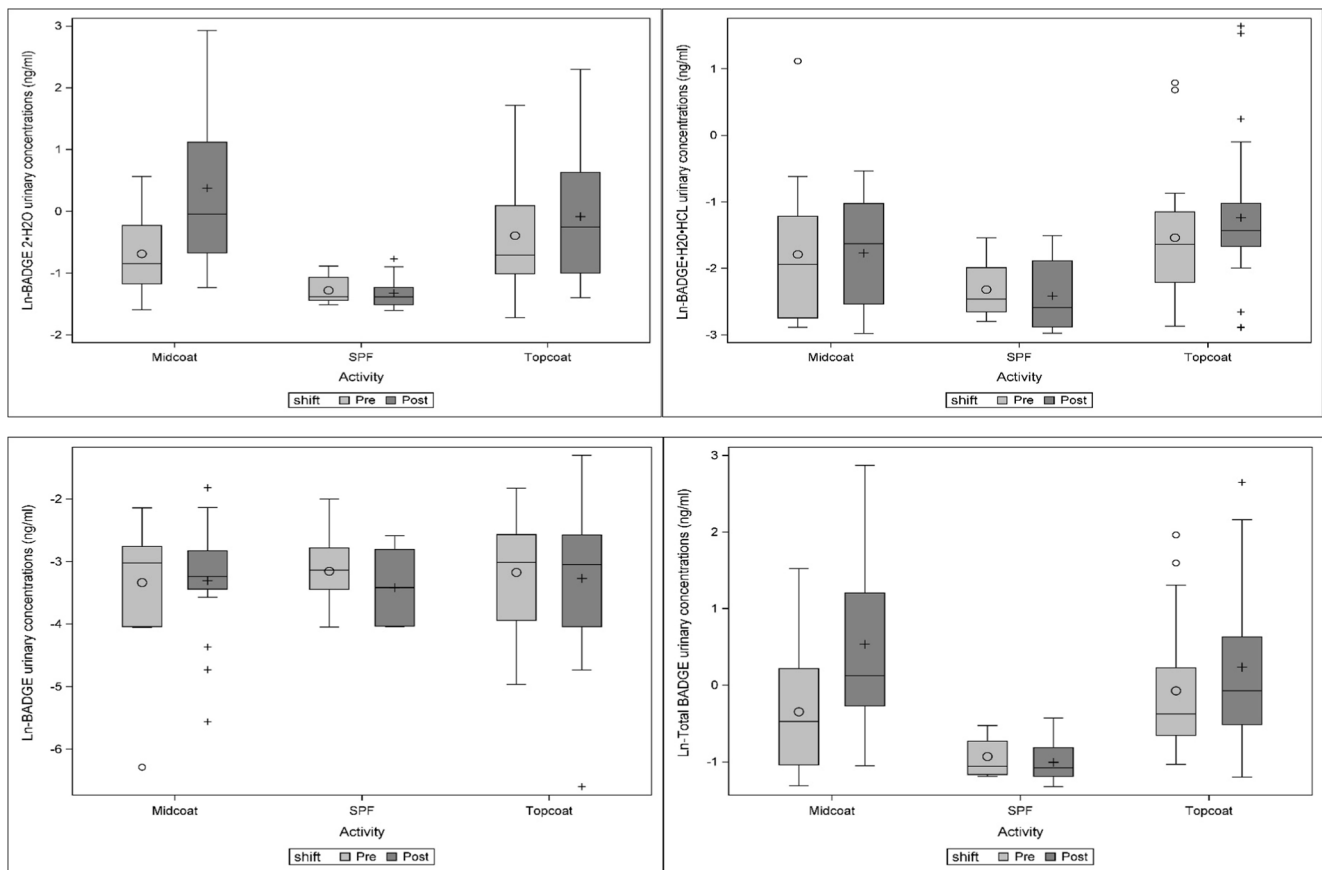 Ln-BADGE 2•H2O urinary concentrations (ng/ml)
3
2
1
0
-1
-2
Midcoat SPF Topcoat
Activity
shift Pre Post
Ln-BADGE•H20•HCL urinary concentrations (ng/ml)
1
0
-1
-2
-3
Midcoat SPF Topcoat
Activity
shift Pre Post
Ln-BADGE urinary concentrations (ng/ml)
-2
-3
-4
-5
-6
Midcoat SPF Topcoat
Activity
shift Pre Post
Ln-Total BADGE urinary concentrations (ng/ml)
3
2
1
0
-1
Midcoat SPF Topcoat
Activity
shift Pre Post